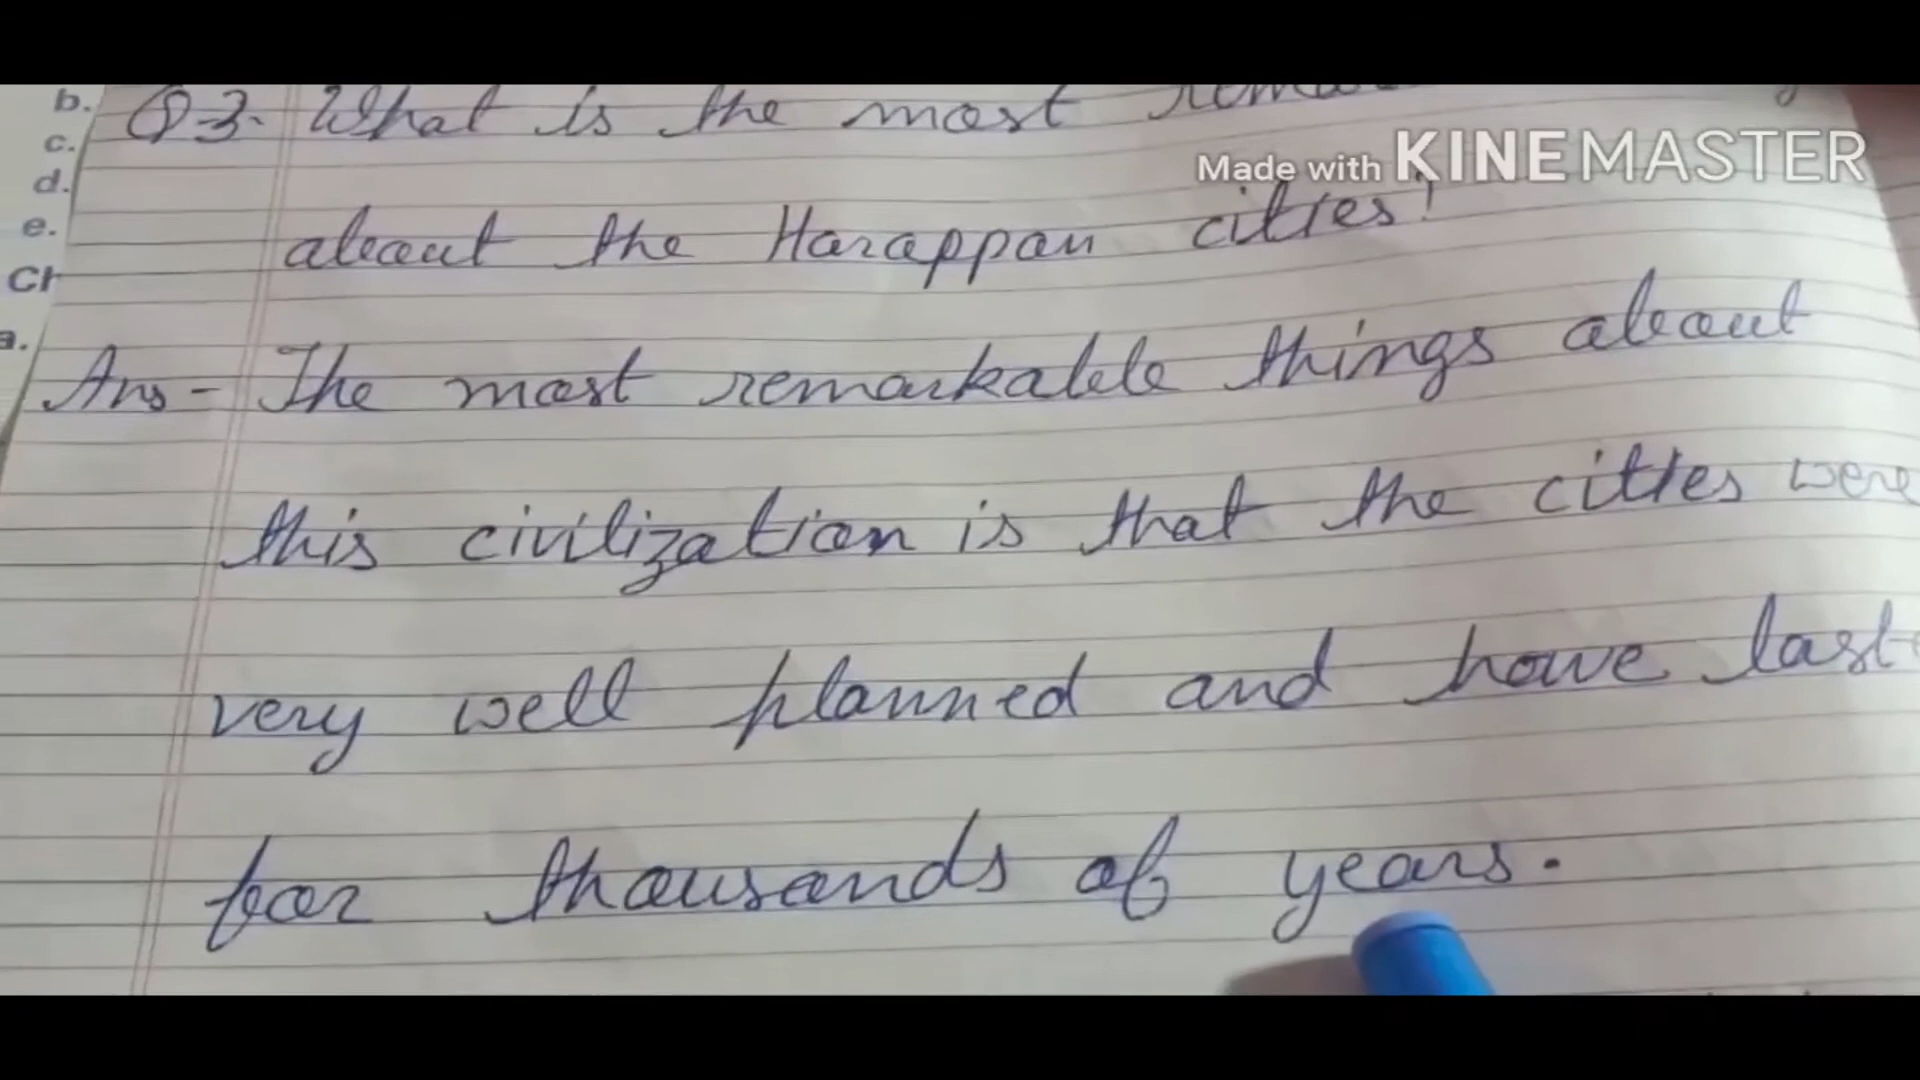 b.
c.
d.
e.
Ch
a.
Q3. What is the most
Made with KINEMASTER
about the Harappan cities?
Ans - The most remarkable things about
this civilization is that the cities were
very well planned and have
for thousands of years.